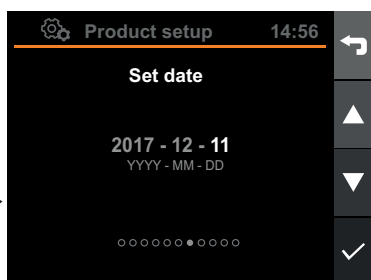 Product setup 14:56
Set date
2017 - 12 - 11
YYYY - MM - DD